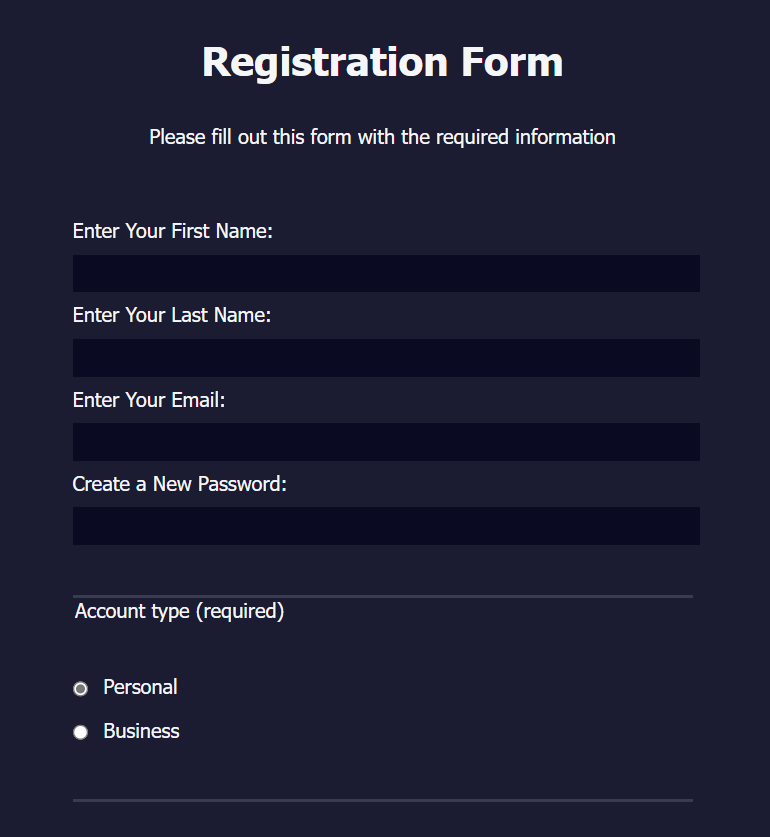 Registration Form
Please fill out this form with the required information
Enter Your First Name:
Enter Your Last Name:
Enter Your Email:
Create a New Password:
Account type (required)
Personal
Business